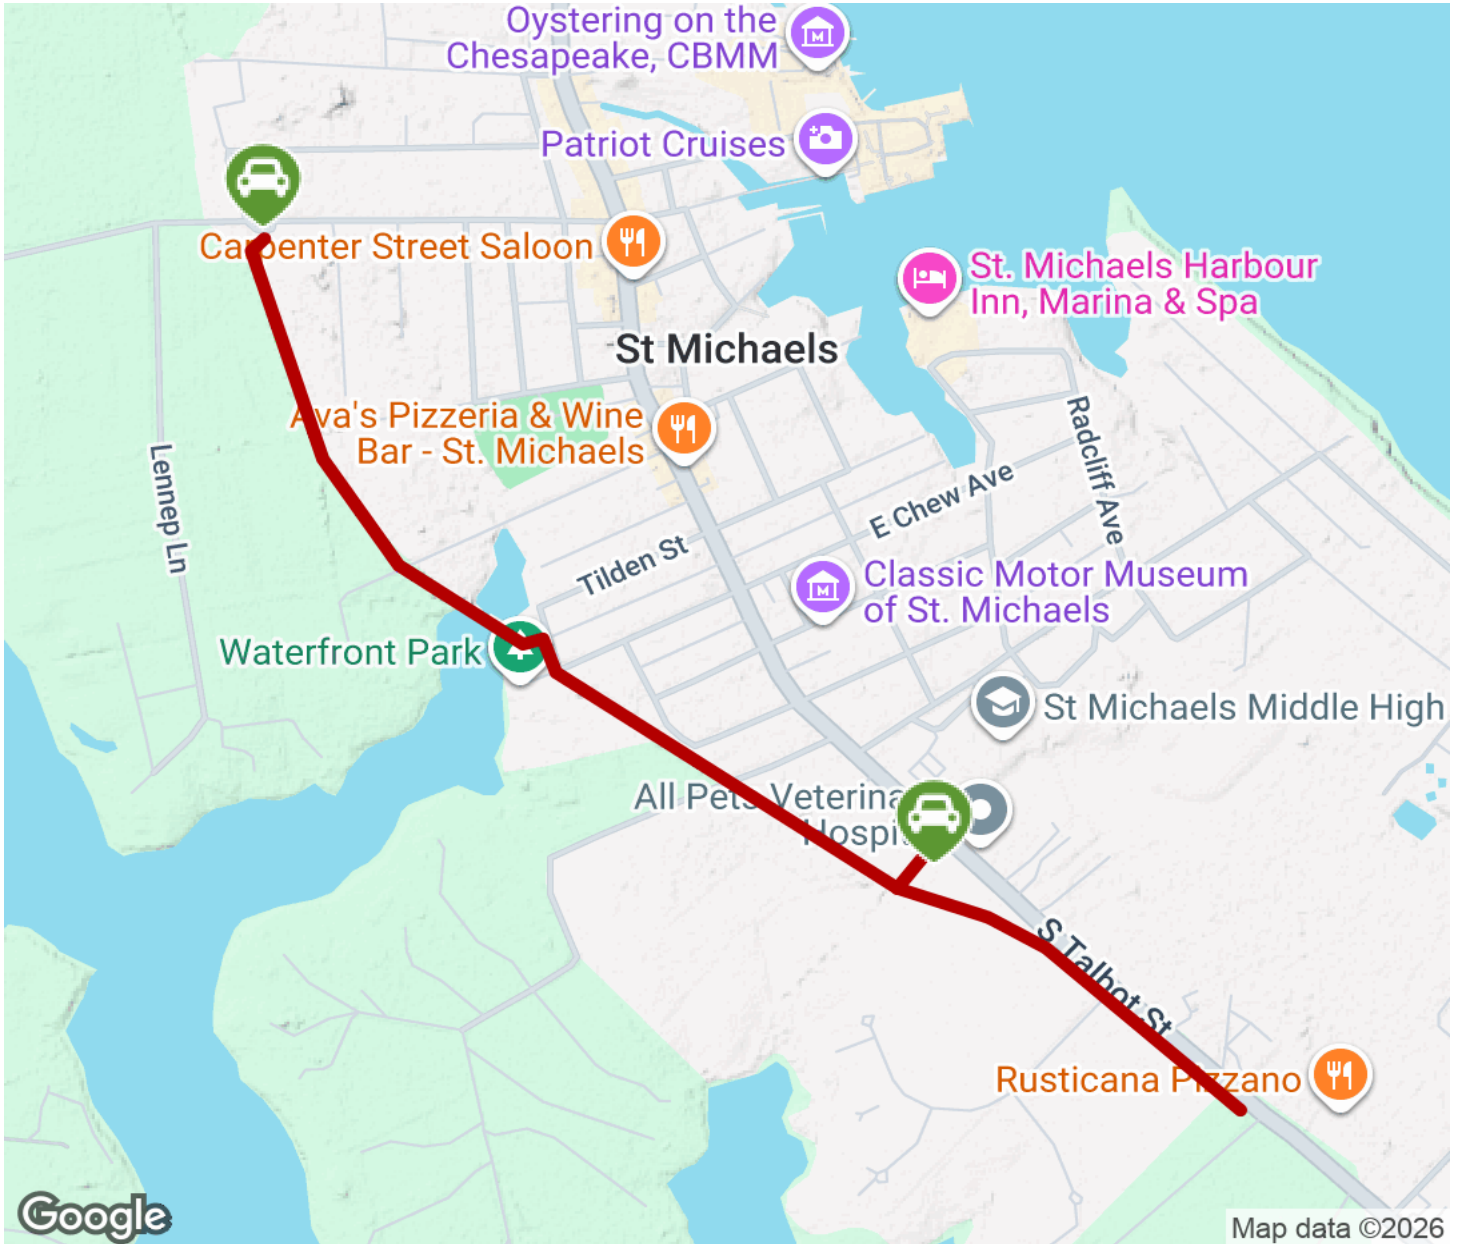 Oystering on the
Chesapeake, CBMM
Patriot Cruises
Carpenter Street Saloon
St. Michaels Harbour
Inn, Marina & Spa
St Michaels
Ava's Pizzeria & Wine
Bar - St. Michaels
Radcliff Ave
Lennep Ln
E Chew Ave
Tilden St
Classic Motor Museum
of St. Michaels
Waterfront Park
St Michaels Middle High
All Pets Veterina
Hospi
S Talbot St
Rusticana Pizzano
Google
Map data ©2026